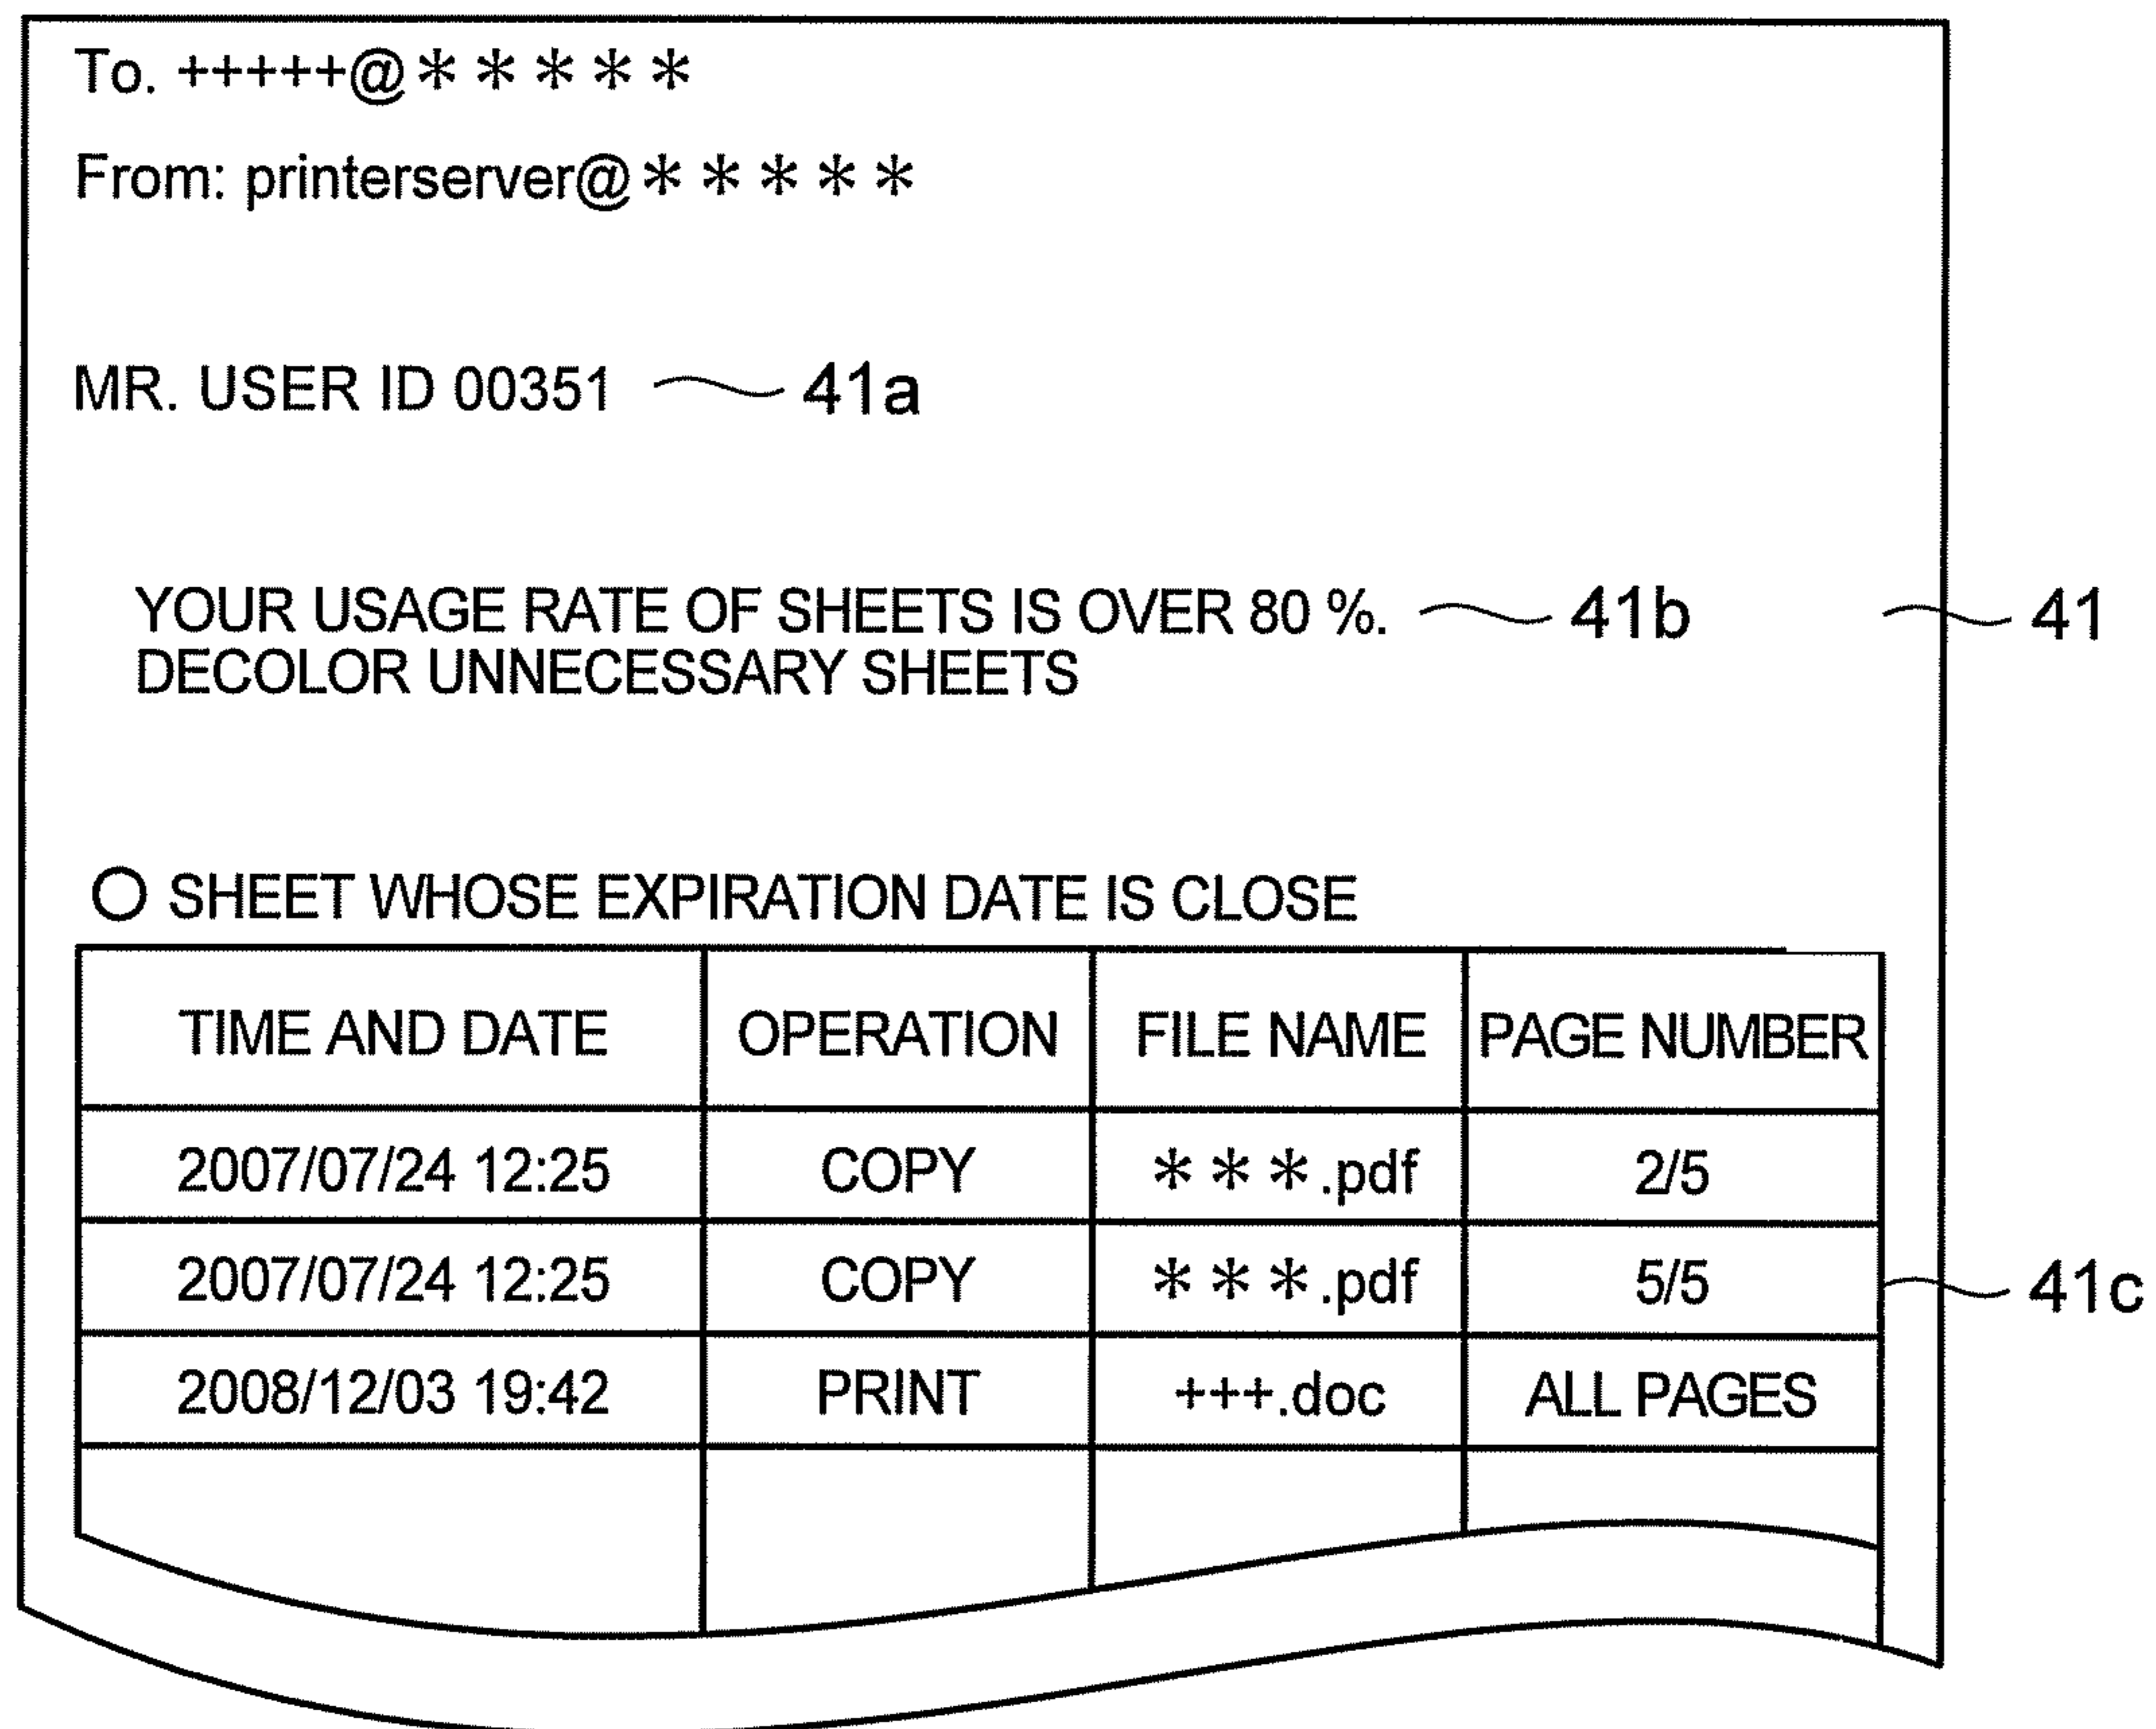 To. +++++@＊＊＊＊＊
From: printerserver@＊＊＊＊＊
MR. USER ID 00351 41a
YOUR USAGE RATE OF SHEETS IS OVER 80 %. 41b 41
DECOLOR UNNECESSARY SHEETS
○ SHEET WHOSE EXPIRATION DATE IS CLOSE
TIME AND DATE OPERATION FILE NAME PAGE NUMBER
2007/07/24 12:25 COPY ＊＊＊.pdf 2/5
2007/07/24 12:25 COPY ＊＊＊.pdf 5/5 41c
2008/12/03 19:42 PRINT +++.doc ALL PAGES